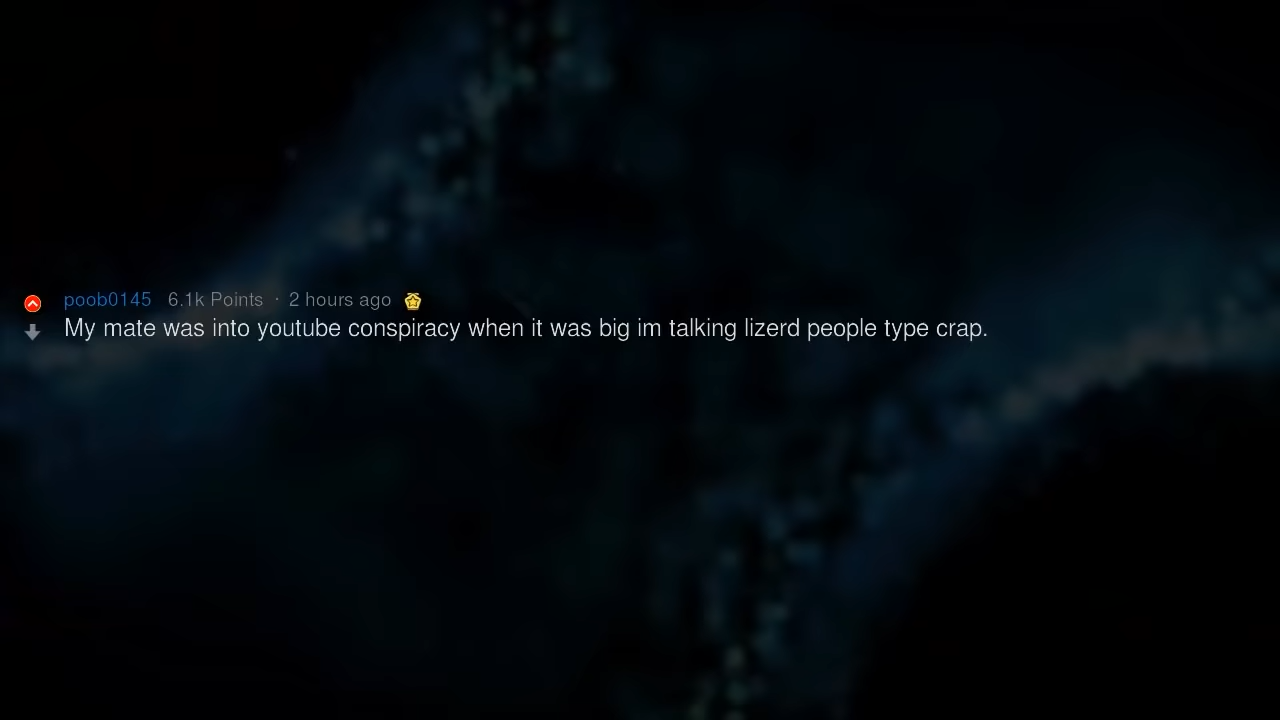 poob0145 6.1k Points · 2 hours ago
My mate was into youtube conspiracy when it was big im talking lizerd people type crap.